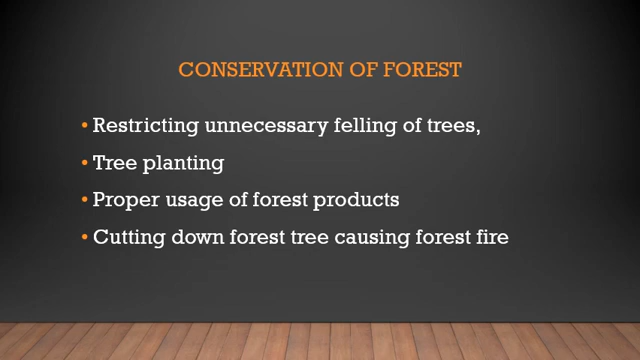 CONSERVATION OF FOREST
• Restricting unnecessary felling of trees,
• Tree planting
• Proper usage of forest products
• Cutting down forest tree causing forest fire